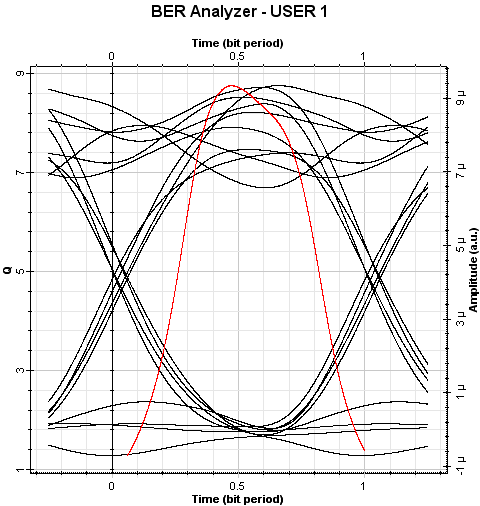 BER Analyzer - USER 1
Time (bit period)
0 0.5 1
9
7
5
3
1
Q
9 µ
7 µ
5 µ
3 µ
1 µ
-1 µ
Amplitude (a.u.)
0 0.5 1
Time (bit period)